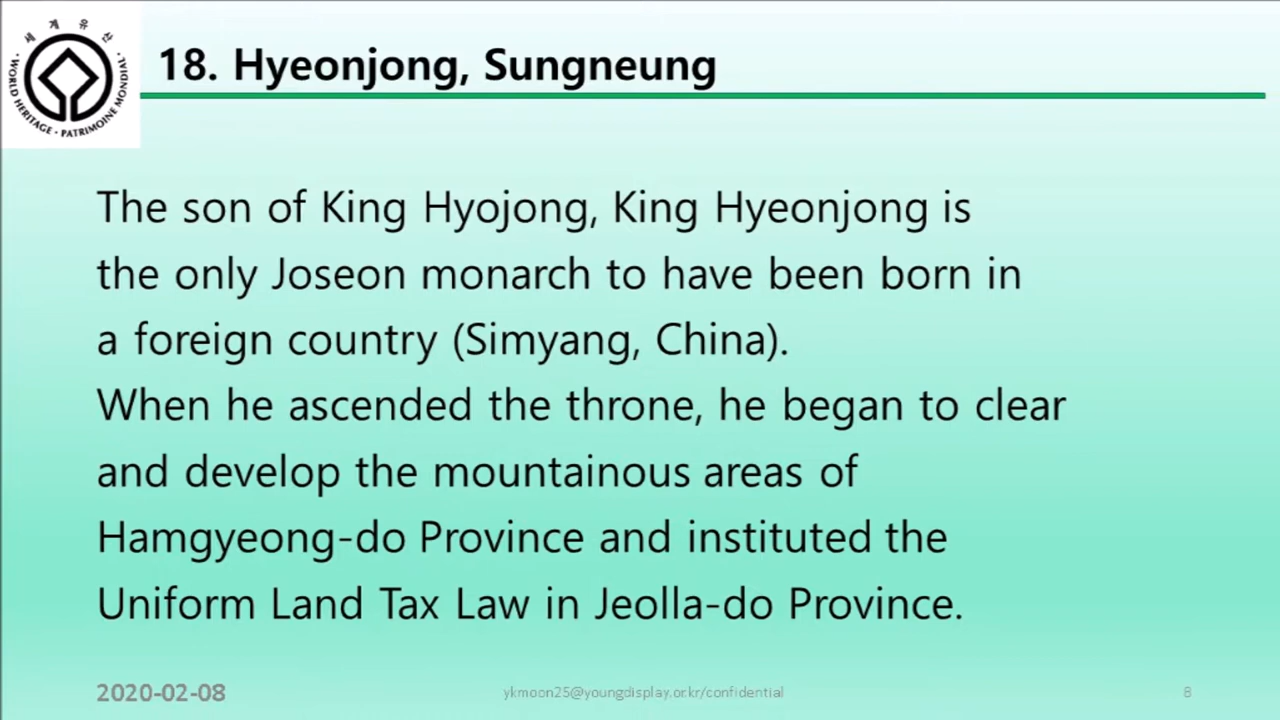 세계유산
WORLD HERITAGE · PATRIMOINE MONDIAL
18. Hyeonjong, Sungneung
The son of King Hyojong, King Hyeonjong is
the only Joseon monarch to have been born in
a foreign country (Simyang, China).
When he ascended the throne, he began to clear
and develop the mountainous areas of
Hamgyeong-do Province and instituted the
Uniform Land Tax Law in Jeolla-do Province.
2020-02-08
ykmoon25@youngdisplay.or.kr/confidential
8